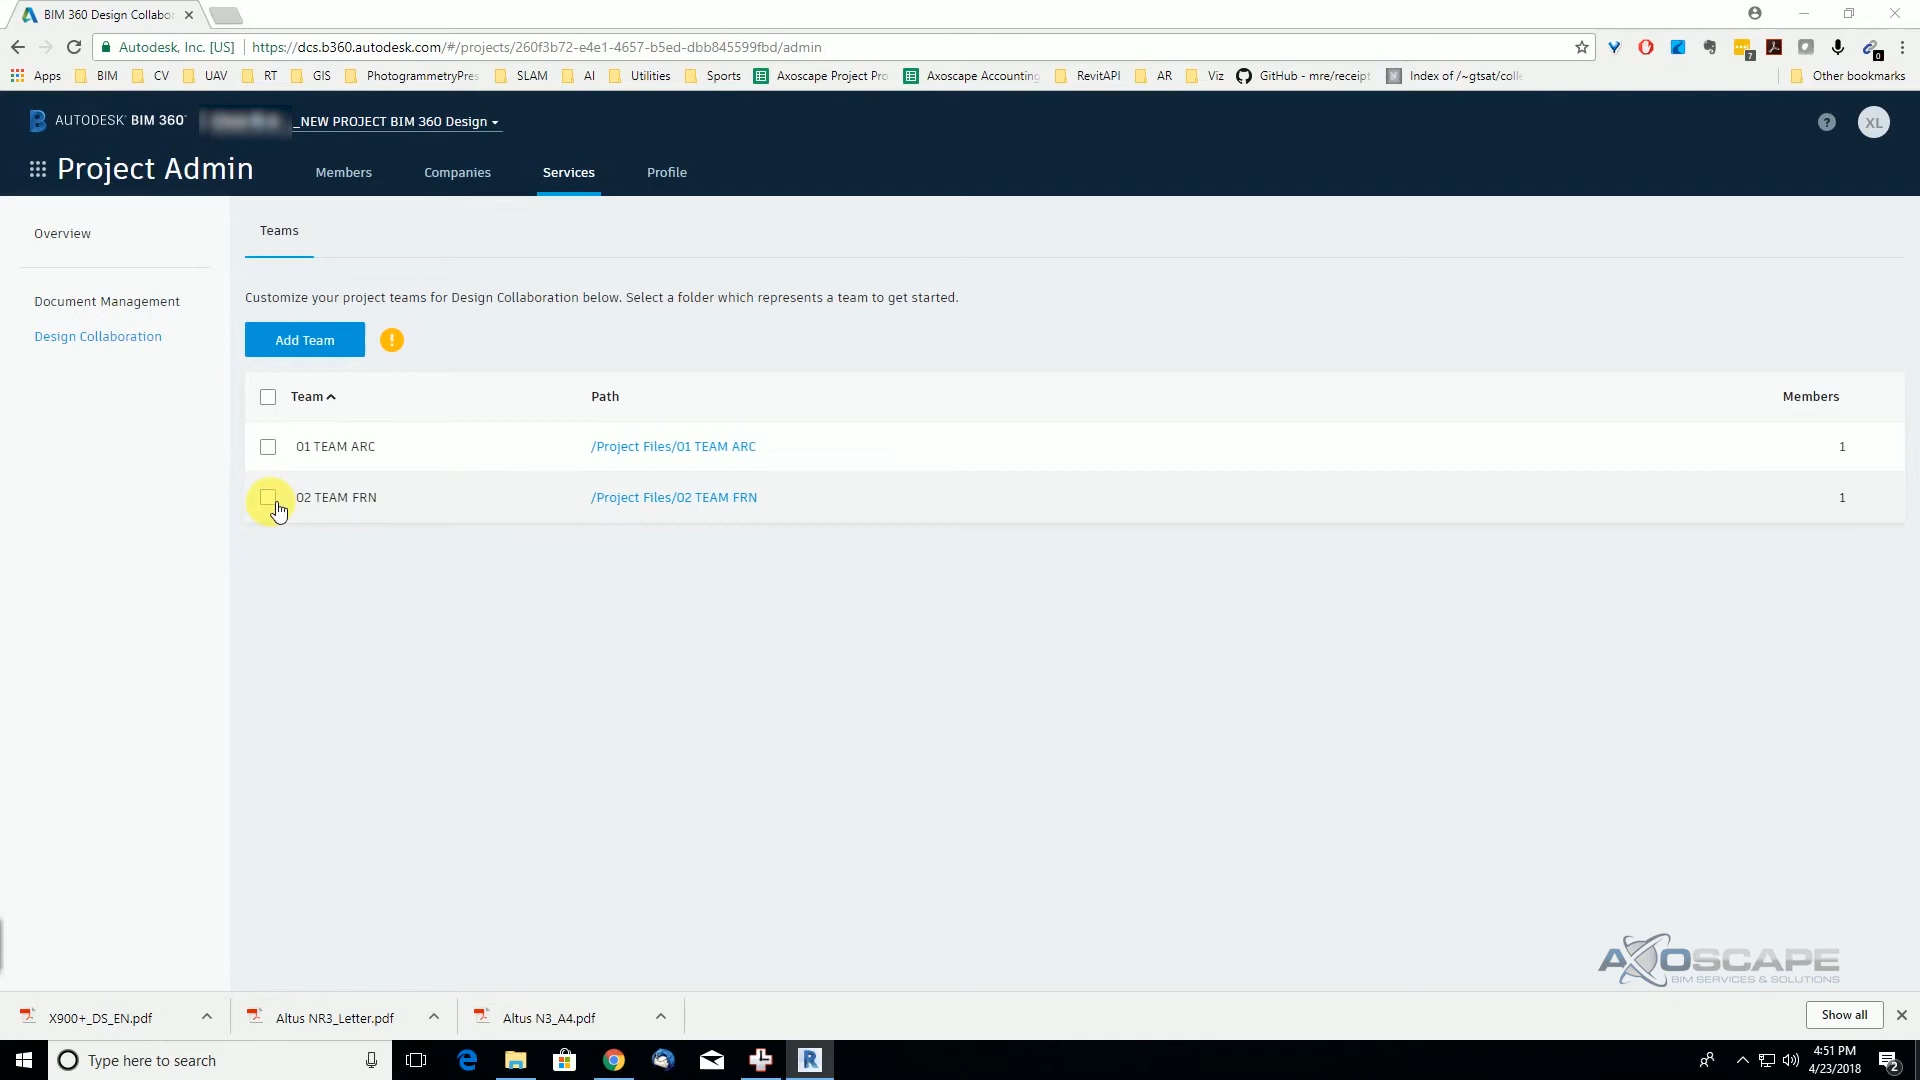 BIM 360 Design Collabor
Autodesk, Inc. [US] https://dcs.b360.autodesk.com/#/projects/260f3b72-e4e1-4657-b5ed-dbb845599fbd/admin
7
0
Apps BIM CV UAV RT GIS PhotogrammetryPres SLAM AI Utilities Sports Axoscape Project Pro Axoscape Accounting RevitAPI AR Viz GitHub - mre/receipt Index of /~gtsat/colle Other bookmarks
AUTODESK® BIM 360™ _NEW PROJECT BIM 360 Design
? XL
Project Admin Members Companies Services Profile
Overview
Document Management
Design Collaboration
Teams
Customize your project teams for Design Collaboration below. Select a folder which represents a team to get started.
Add Team !
Team Path Members
01 TEAM ARC /Project Files/01 TEAM ARC 1
02 TEAM FRN /Project Files/02 TEAM FRN 1
AXOSCAPE
BIM SERVICES & SOLUTIONS
X900+_DS_EN.pdf Altus NR3_Letter.pdf Altus N3_A4.pdf Show all
Type here to search
R
4:51 PM
4/23/2018
2